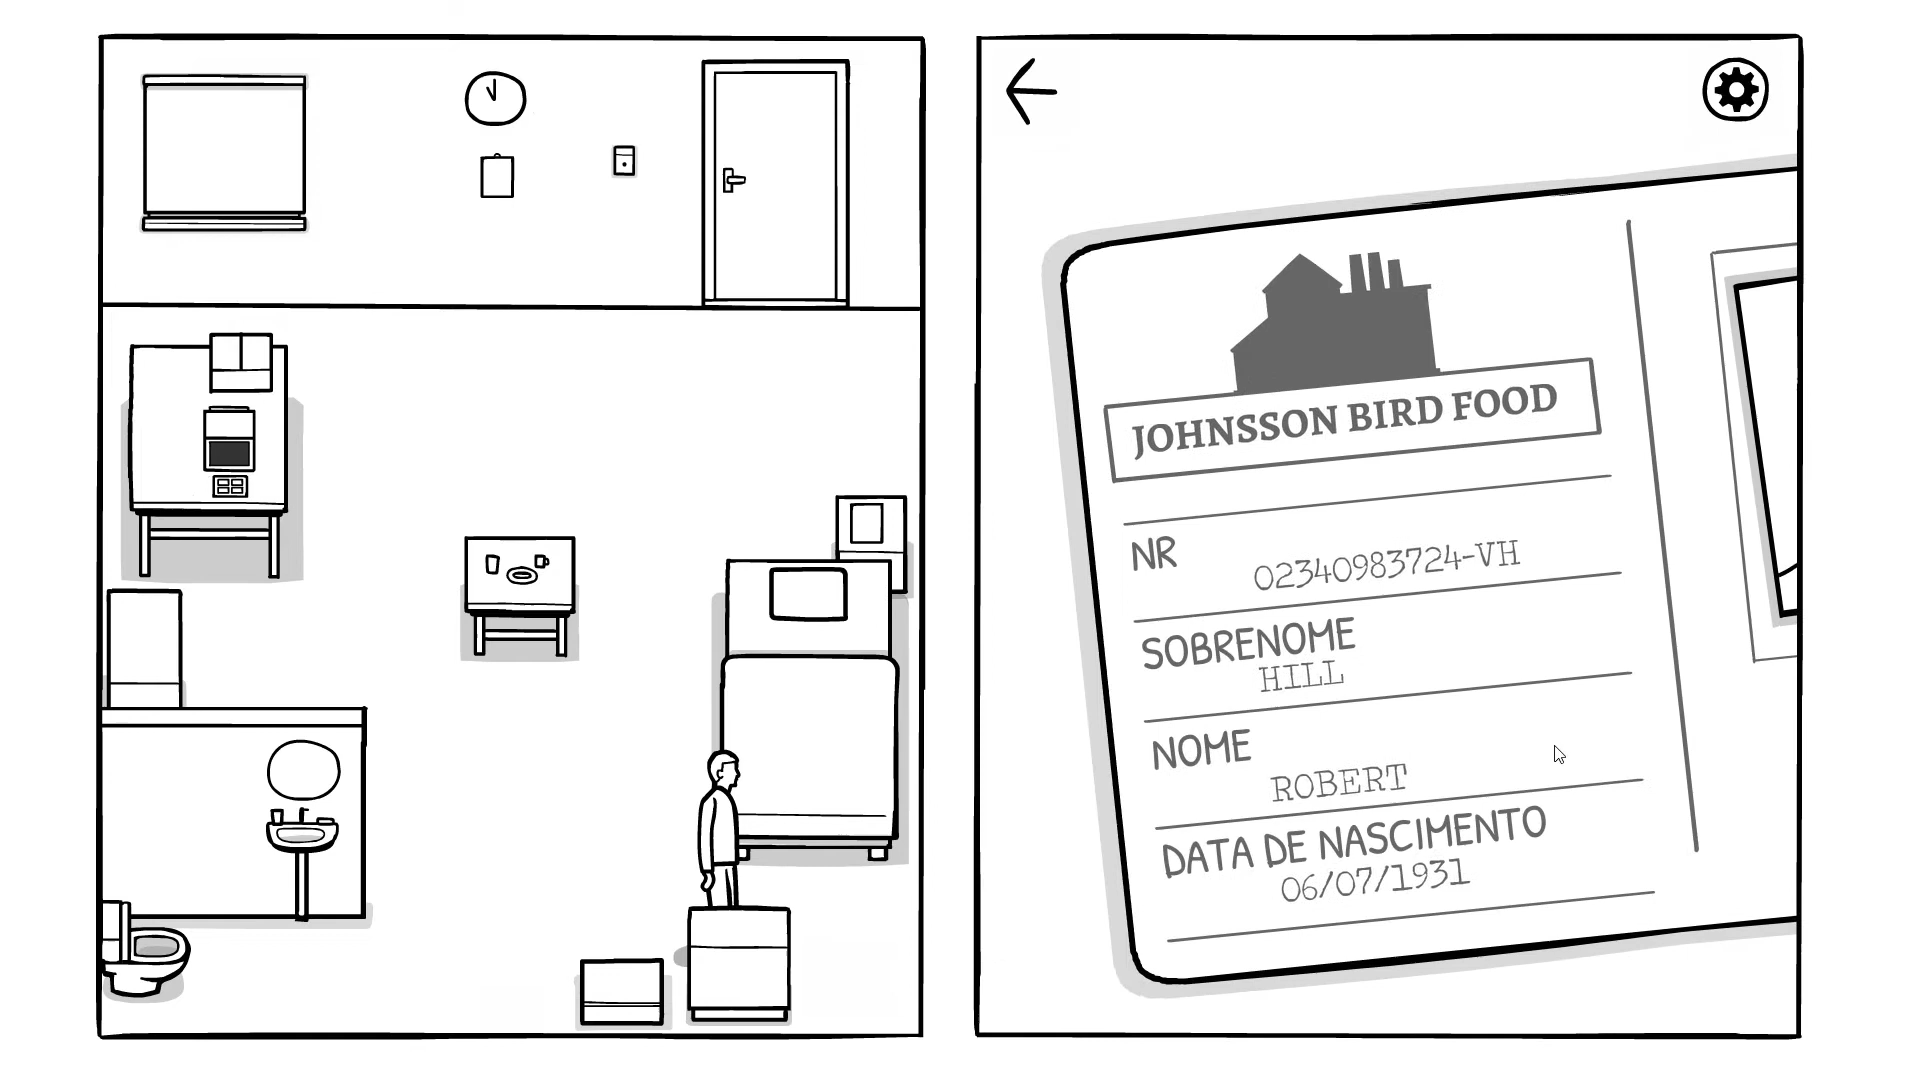 JOHNSSON BIRD FOOD
NR
02340983724-VH
SOBRENOME
HILL
NOME
ROBERT
DATA DE NASCIMENTO
06/07/1931